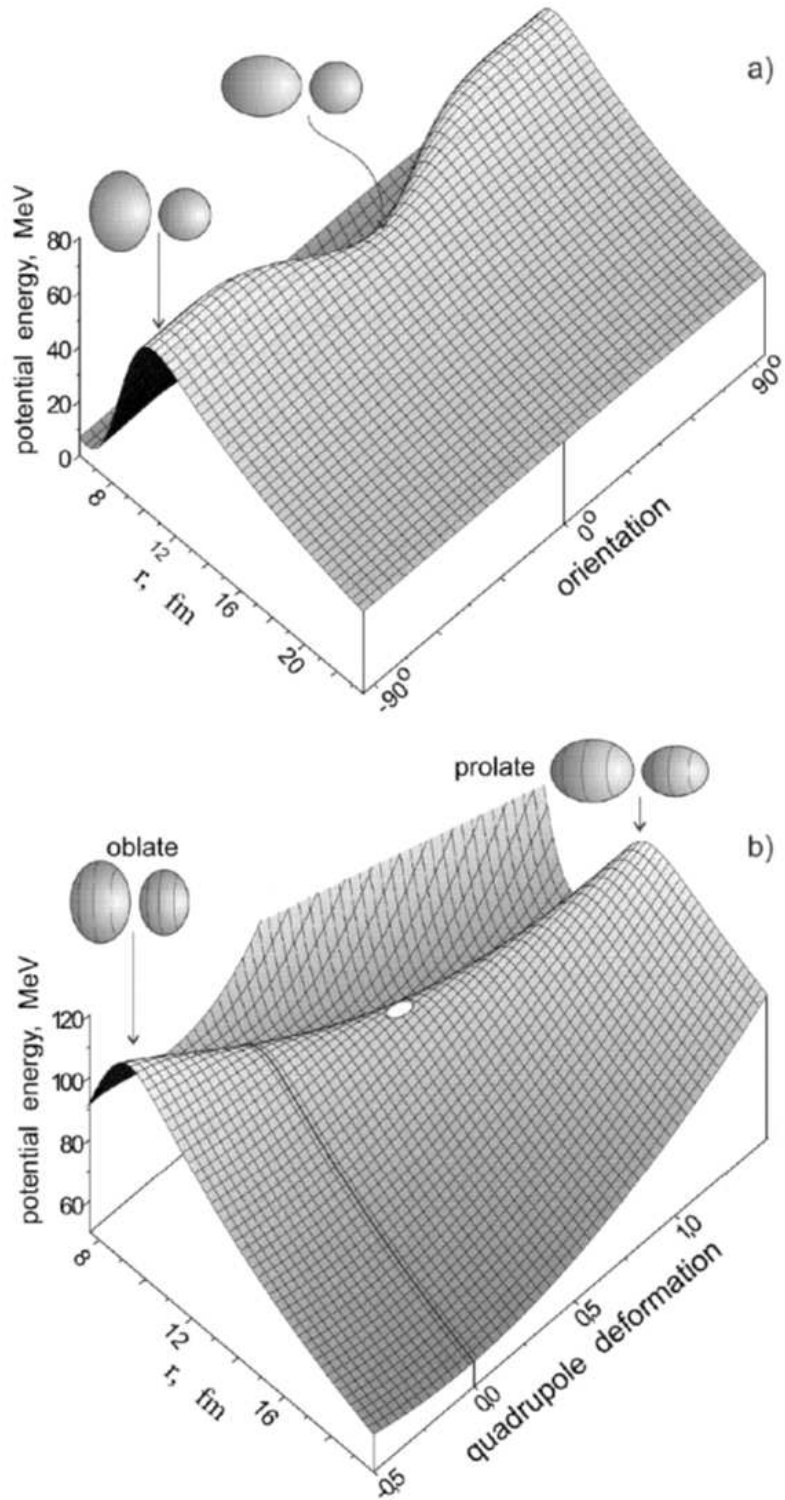 a)
potential energy, MeV
80
60
40
20
0
8
12
16
20
r, fm
-90°
0°
90°
orientation
prolate
oblate
b)
potential energy, MeV
120
100
80
60
8
12
16
r, fm
-0,5
0,0
0,5
1,0
quadrupole deformation